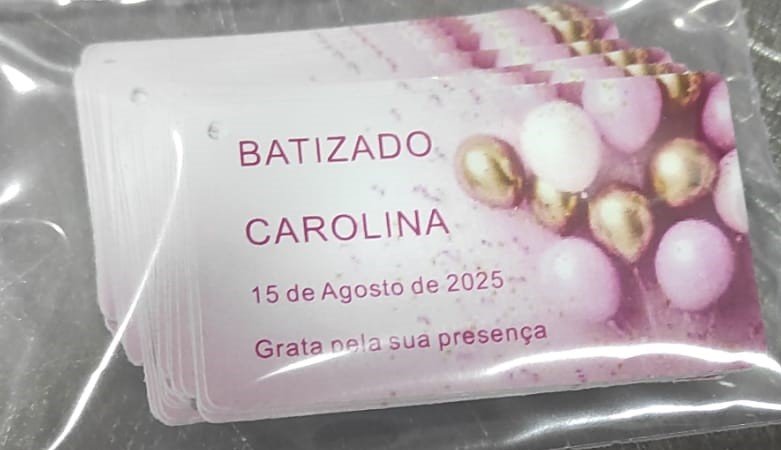 BATIZADO
CAROLINA
15 de Agosto de 2025
Grata pela sua presença